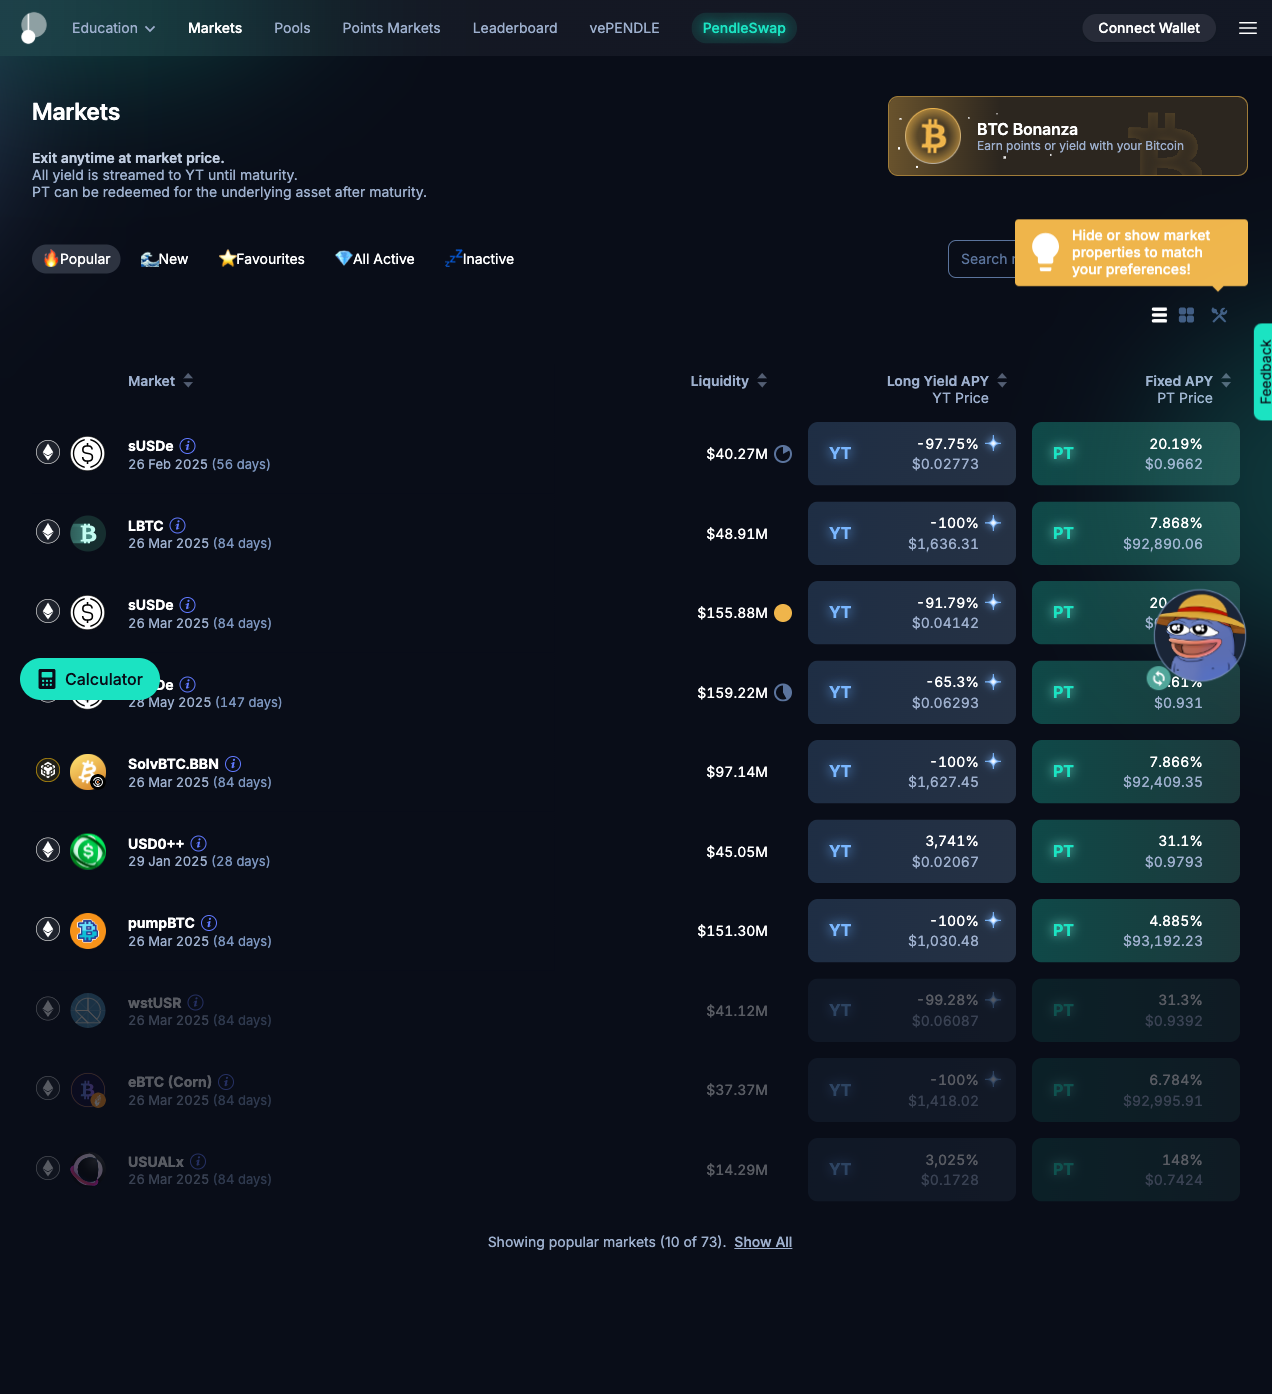 Education
Markets
Pools
Points Markets
Leaderboard
vePENDLE
PendleSwap
Connect Wallet
Markets
Exit anytime at market price.
All yield is streamed to YT until maturity.
PT can be redeemed for the underlying asset after maturity.
BTC Bonanza
Earn points or yield with your Bitcoin
Popular
New
Favourites
All Active
Inactive
Search
Hide or show market
properties to match
your preferences!
Feedback
Market
Liquidity
Long Yield APY
YT Price
Fixed APY
PT Price
sUSDe
26 Feb 2025 (56 days)
$40.27M
YT
-97.75%
$0.02773
PT
20.19%
$0.9662
LBTC
26 Mar 2025 (84 days)
$48.91M
YT
-100%
$1,636.31
PT
7.868%
$92,890.06
sUSDe
26 Mar 2025 (84 days)
$155.88M
YT
-91.79%
$0.04142
PT
20
Calculator
De
28 May 2025 (147 days)
$159.22M
YT
-65.3%
$0.06293
PT
.61%
$0.931
SolvBTC.BBN
26 Mar 2025 (84 days)
$97.14M
YT
-100%
$1,627.45
PT
7.866%
$92,409.35
USD0++
29 Jan 2025 (28 days)
$45.05M
YT
3,741%
$0.02067
PT
31.1%
$0.9793
pumpBTC
26 Mar 2025 (84 days)
$151.30M
YT
-100%
$1,030.48
PT
4.885%
$93,192.23
wstUSR
26 Mar 2025 (84 days)
$41.12M
YT
-99.28%
$0.06087
PT
31.3%
$0.9392
eBTC (Corn)
26 Mar 2025 (84 days)
$37.37M
YT
-100%
$1,418.02
PT
6.784%
$92,995.91
USUALx
26 Mar 2025 (84 days)
$14.29M
YT
3,025%
$0.1728
PT
148%
$0.7424
Showing popular markets (10 of 73). Show All